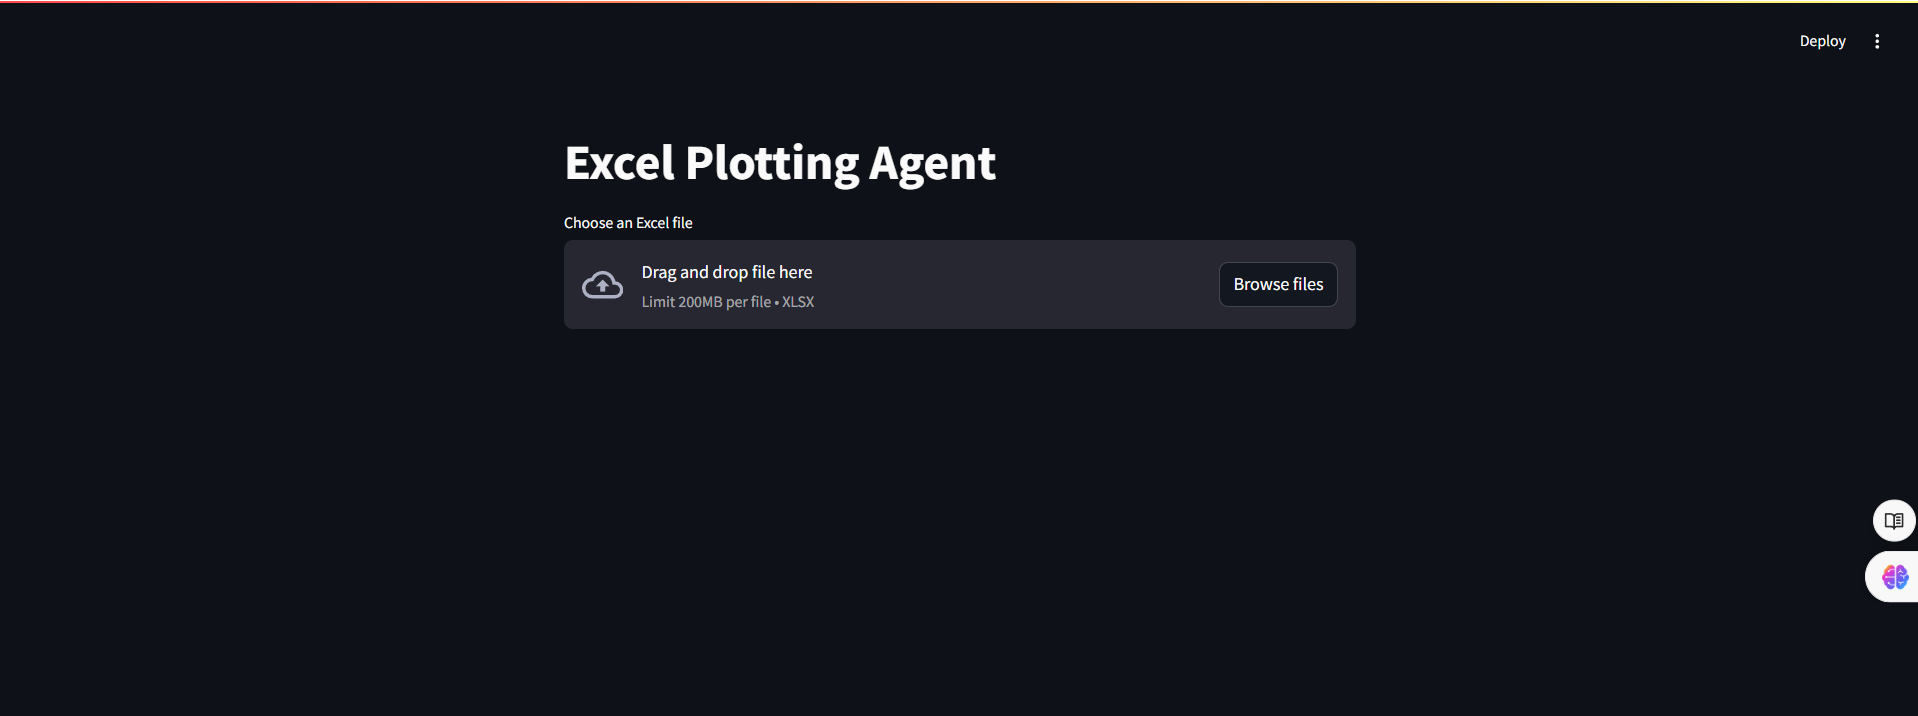 Deploy
Excel Plotting Agent
Choose an Excel file
Drag and drop file here
Limit 200MB per file • XLSX
Browse files